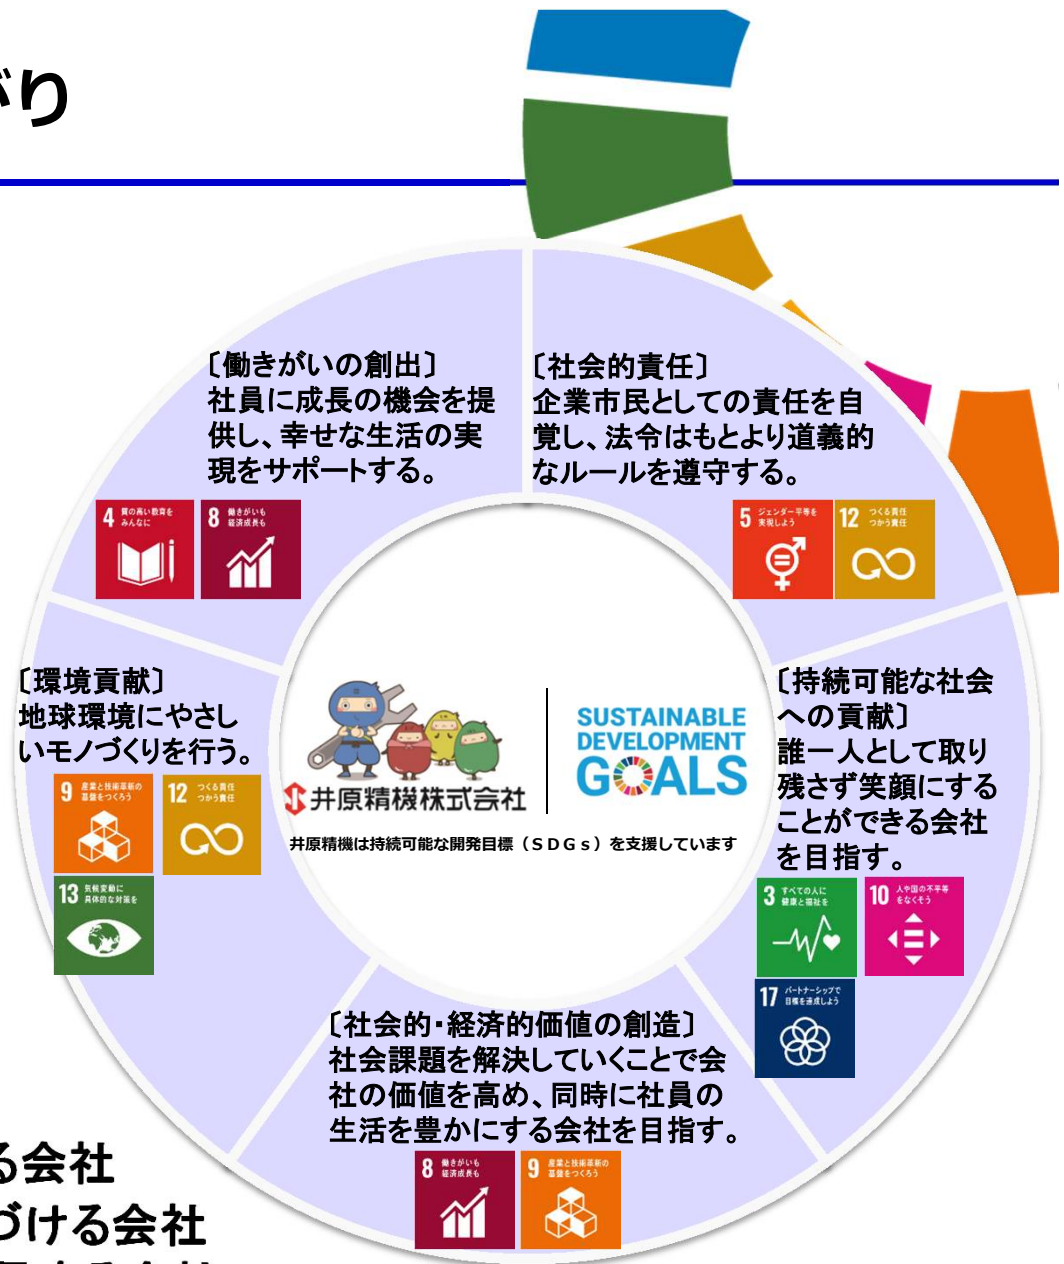 がり
〔働きがいの創出〕
社員に成長の機会を提
供し、幸せな生活の実
現をサポートする。
4 質の高い教育を
みんなに
8 働きがいも
経済成長も
〔社会的責任〕
企業市民としての責任を自
覚し、法令はもとより道義的
なルールを遵守する。
5 ジェンダー平等を
実現しよう
12 つくる責任
つかう責任
〔環境貢献〕
地球環境にやさし
いモノづくりを行う。
9 産業と技術革新の
基盤をつくろう
12 つくる責任
つかう責任
13 気候変動に
具体的な対策を
井原精機株式会社
SUSTAINABLE
DEVELOPMENT
GOALS
井原精機は持続可能な開発目標（ＳＤＧｓ）を支援しています
〔持続可能な社会
への貢献〕
誰一人として取り
残さず笑顔にする
ことができる会社
を目指す。
3 すべての人に
健康と福祉を
10 人や国の不平等
をなくそう
17 パートナーシップで
目標を達成しよう
〔社会的・経済的価値の創造〕
社会課題を解決していくことで会
社の価値を高め、同時に社員の
生活を豊かにする会社を目指す。
8 働きがいも
経済成長も
9 産業と技術革新の
基盤をつくろう
る会社
づける会社